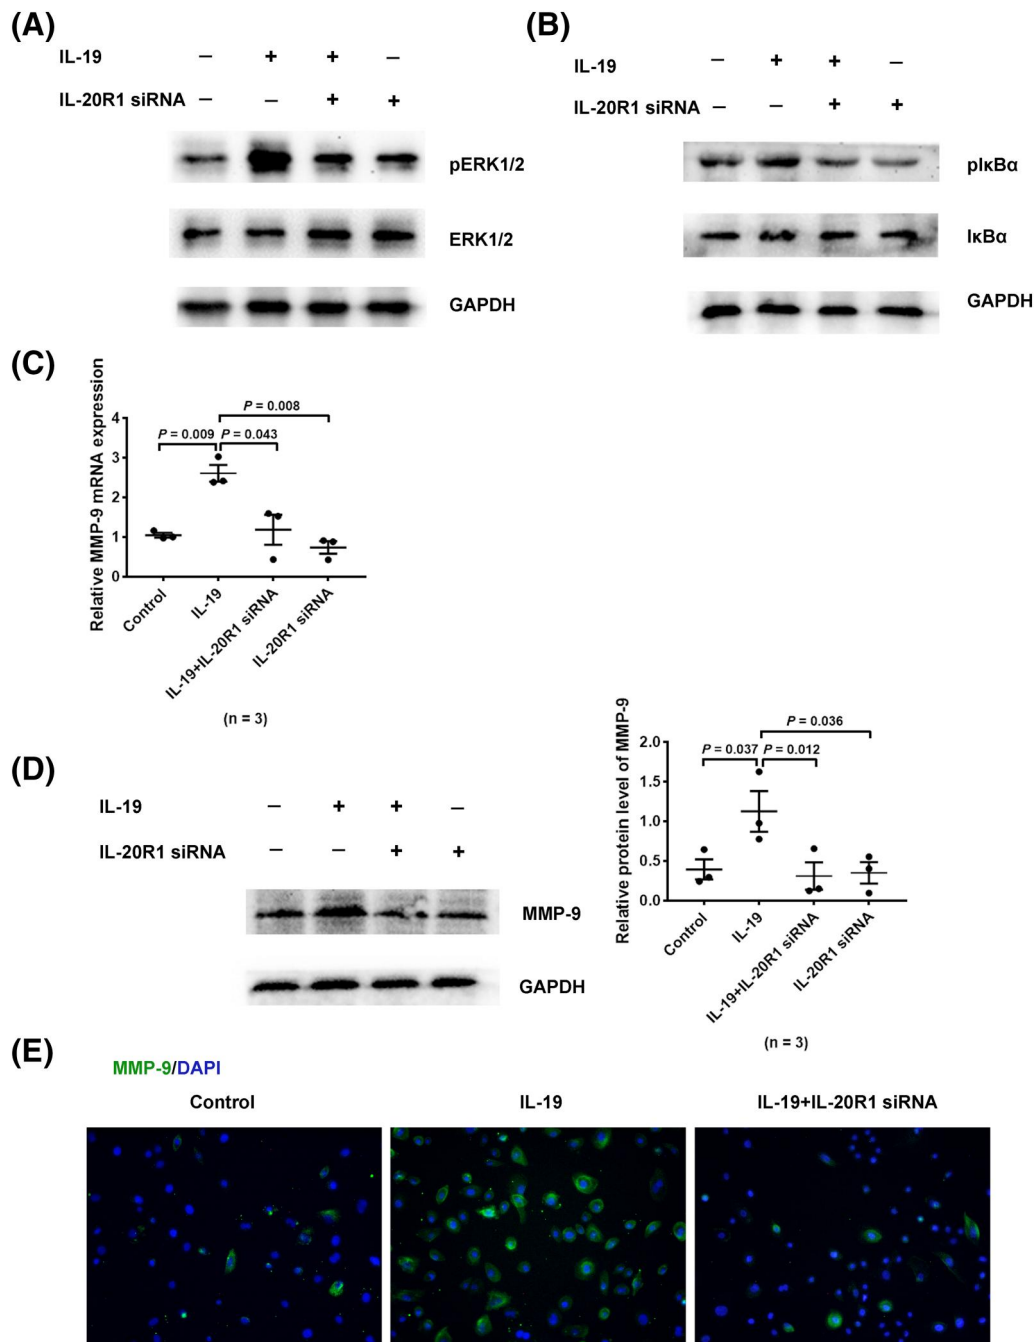 (A)
IL-19 – + + –
IL-20R1 siRNA – – + +
pERK1/2
ERK1/2
GAPDH
(B)
IL-19 – + + –
IL-20R1 siRNA – – + +
pIκBα
IκBα
GAPDH
(C)
Relative MMP-9 mRNA expression
4
3
2
1
0
P = 0.008
P = 0.009
P = 0.043
Control
IL-19
IL-19+IL-20R1 siRNA
IL-20R1 siRNA
(n = 3)
(D)
IL-19 – + + –
IL-20R1 siRNA – – + +
MMP-9
GAPDH
Relative protein level of MMP-9
2.0
1.5
1.0
0.5
0.0
P = 0.036
P = 0.037
P = 0.012
Control
IL-19
IL-19+IL-20R1 siRNA
IL-20R1 siRNA
(n = 3)
(E)
MMP-9/DAPI
Control
IL-19
IL-19+IL-20R1 siRNA